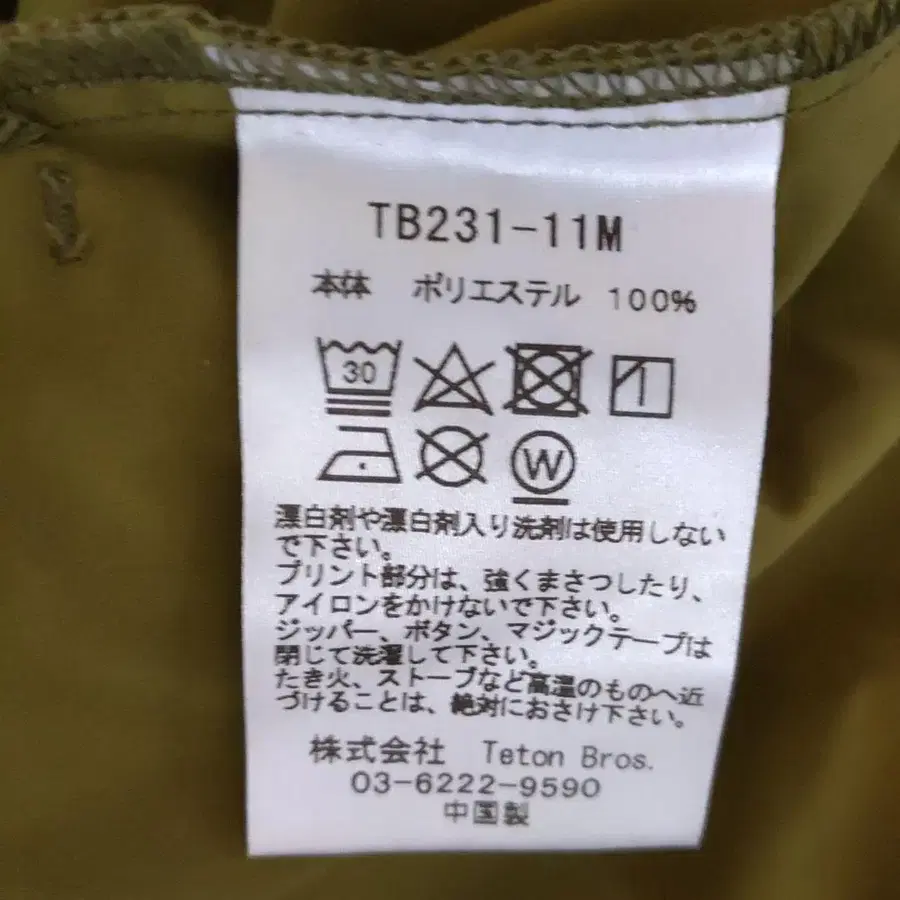 TB231-11M
本体 ポリエステル 100%
30
W
漂白剤や漂白剤入り洗剤は使用しない
で下さい。
プリント部分は、強くまさつしたり、
アイロンをかけないで下さい。
ジッパー、ボタン、マジックテープは
閉じて洗濯して下さい。
たき火、ストーブなど高温のものへ近
づけることは、絶対におさけ下さい。
株式会社 Teton Bros.
03-6222-9590
中国製